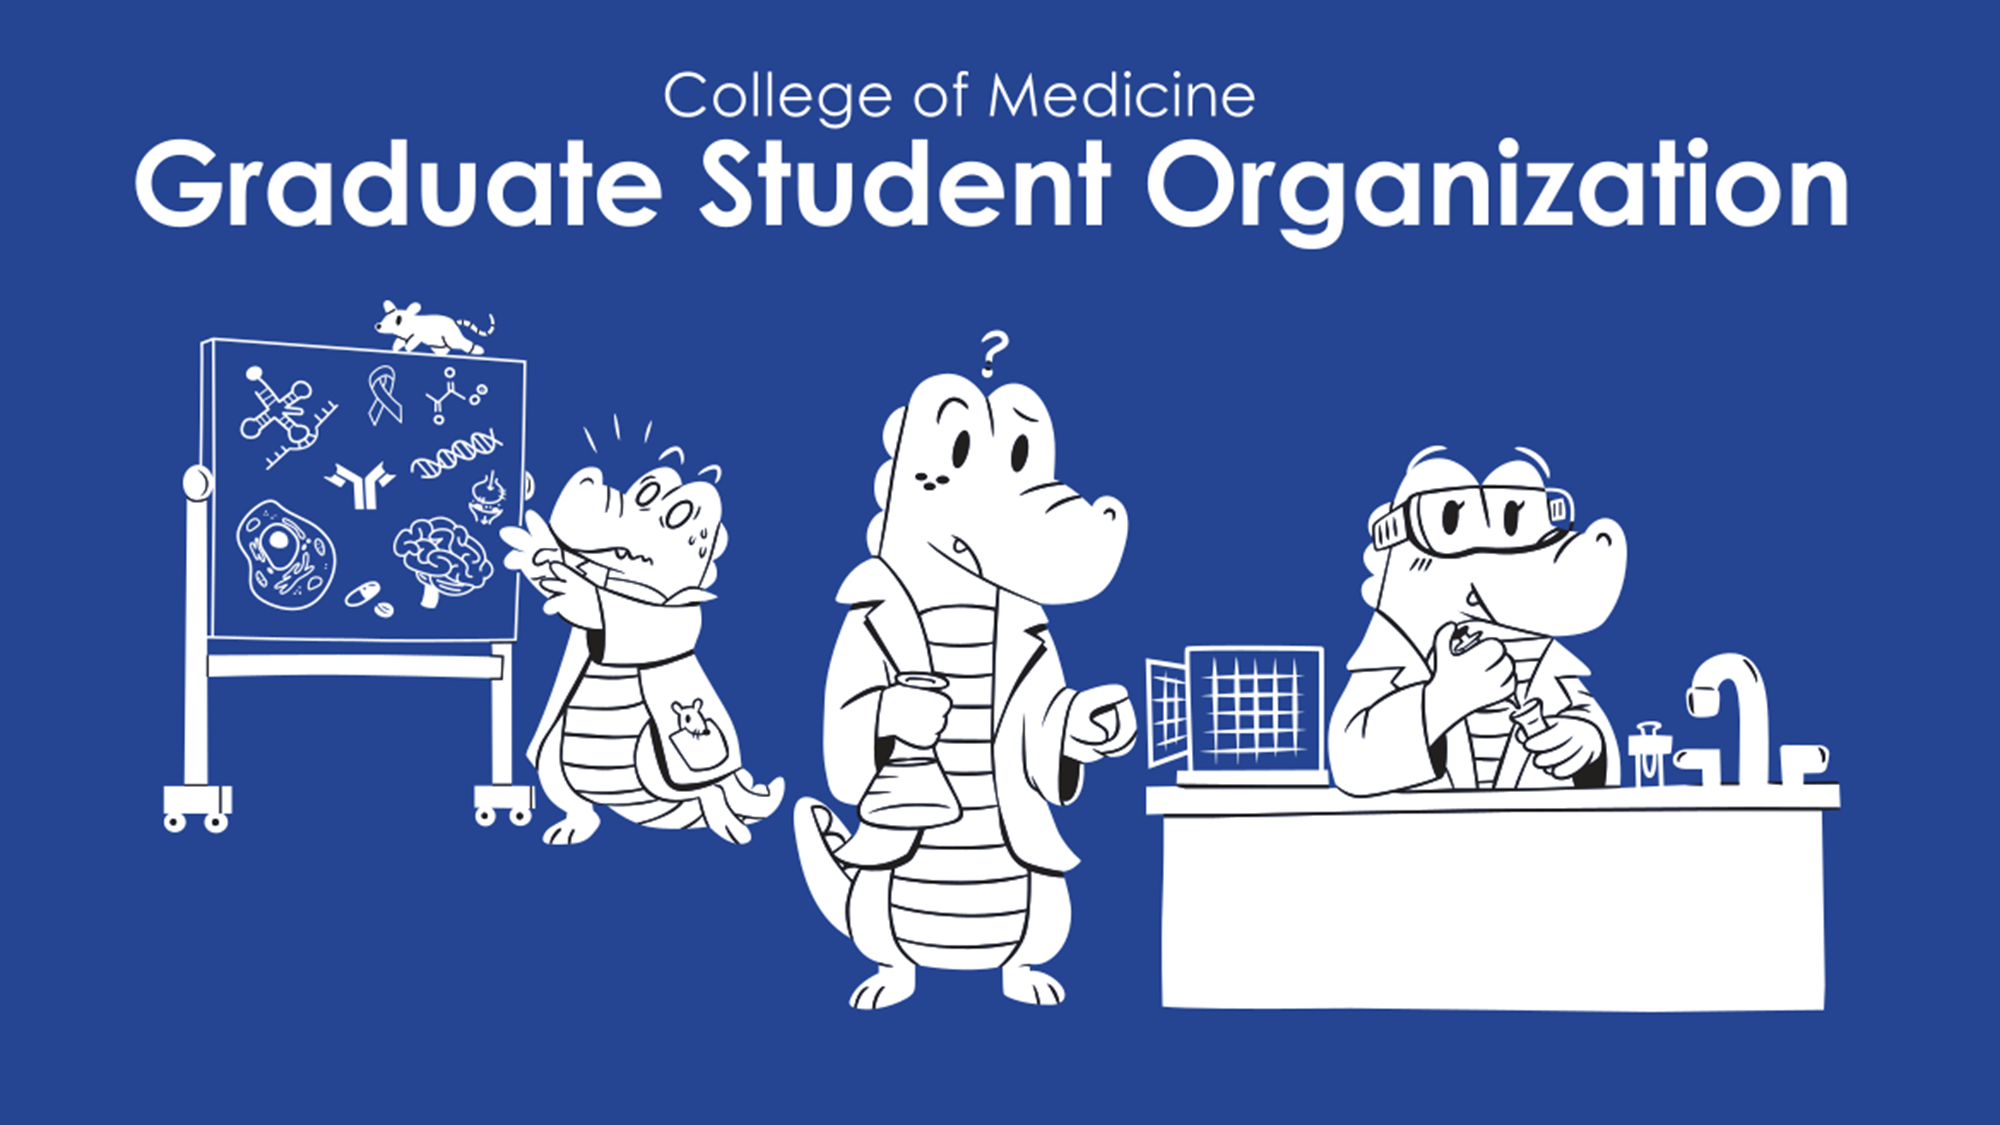 College of Medicine
Graduate Student Organization
?